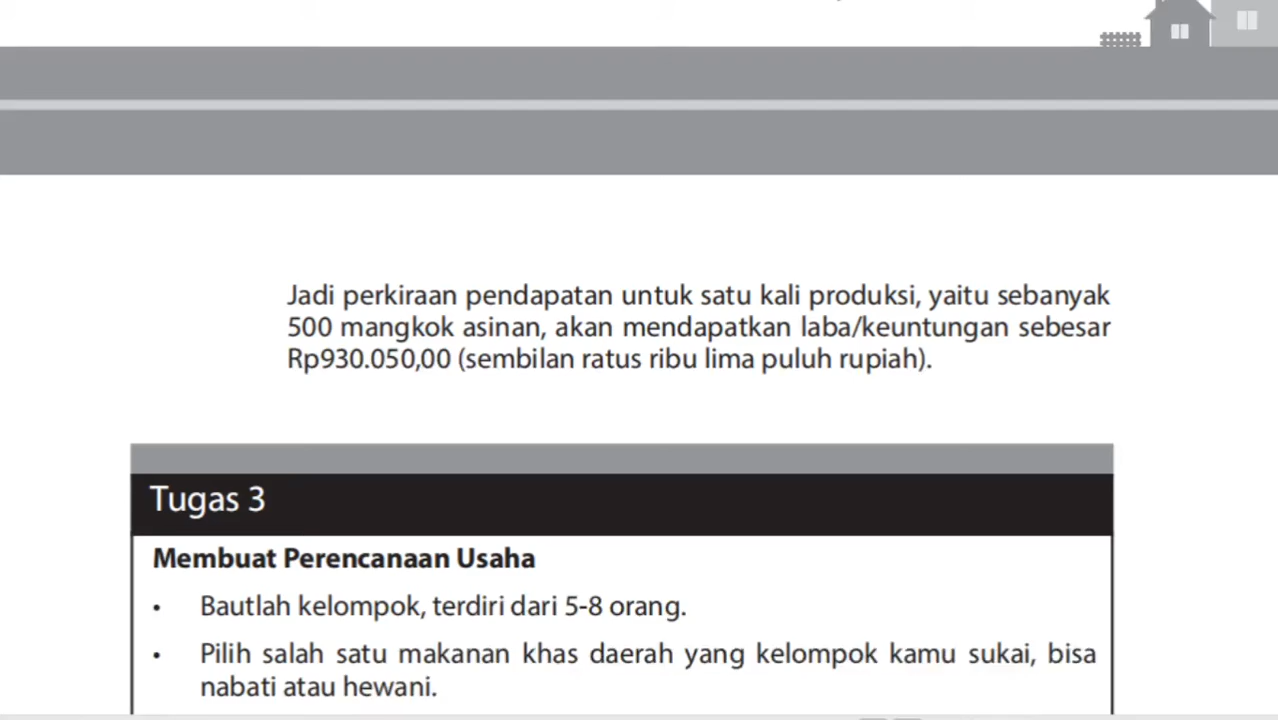 Jadi perkiraan pendapatan untuk satu kali produksi, yaitu sebanyak
500 mangkok asinan, akan mendapatkan laba/keuntungan sebesar
Rp930.050,00 (sembilan ratus ribu lima puluh rupiah).
Tugas 3
Membuat Perencanaan Usaha
• Bautlah kelompok, terdiri dari 5-8 orang.
• Pilih salah satu makanan khas daerah yang kelompok kamu sukai, bisa
nabati atau hewani.